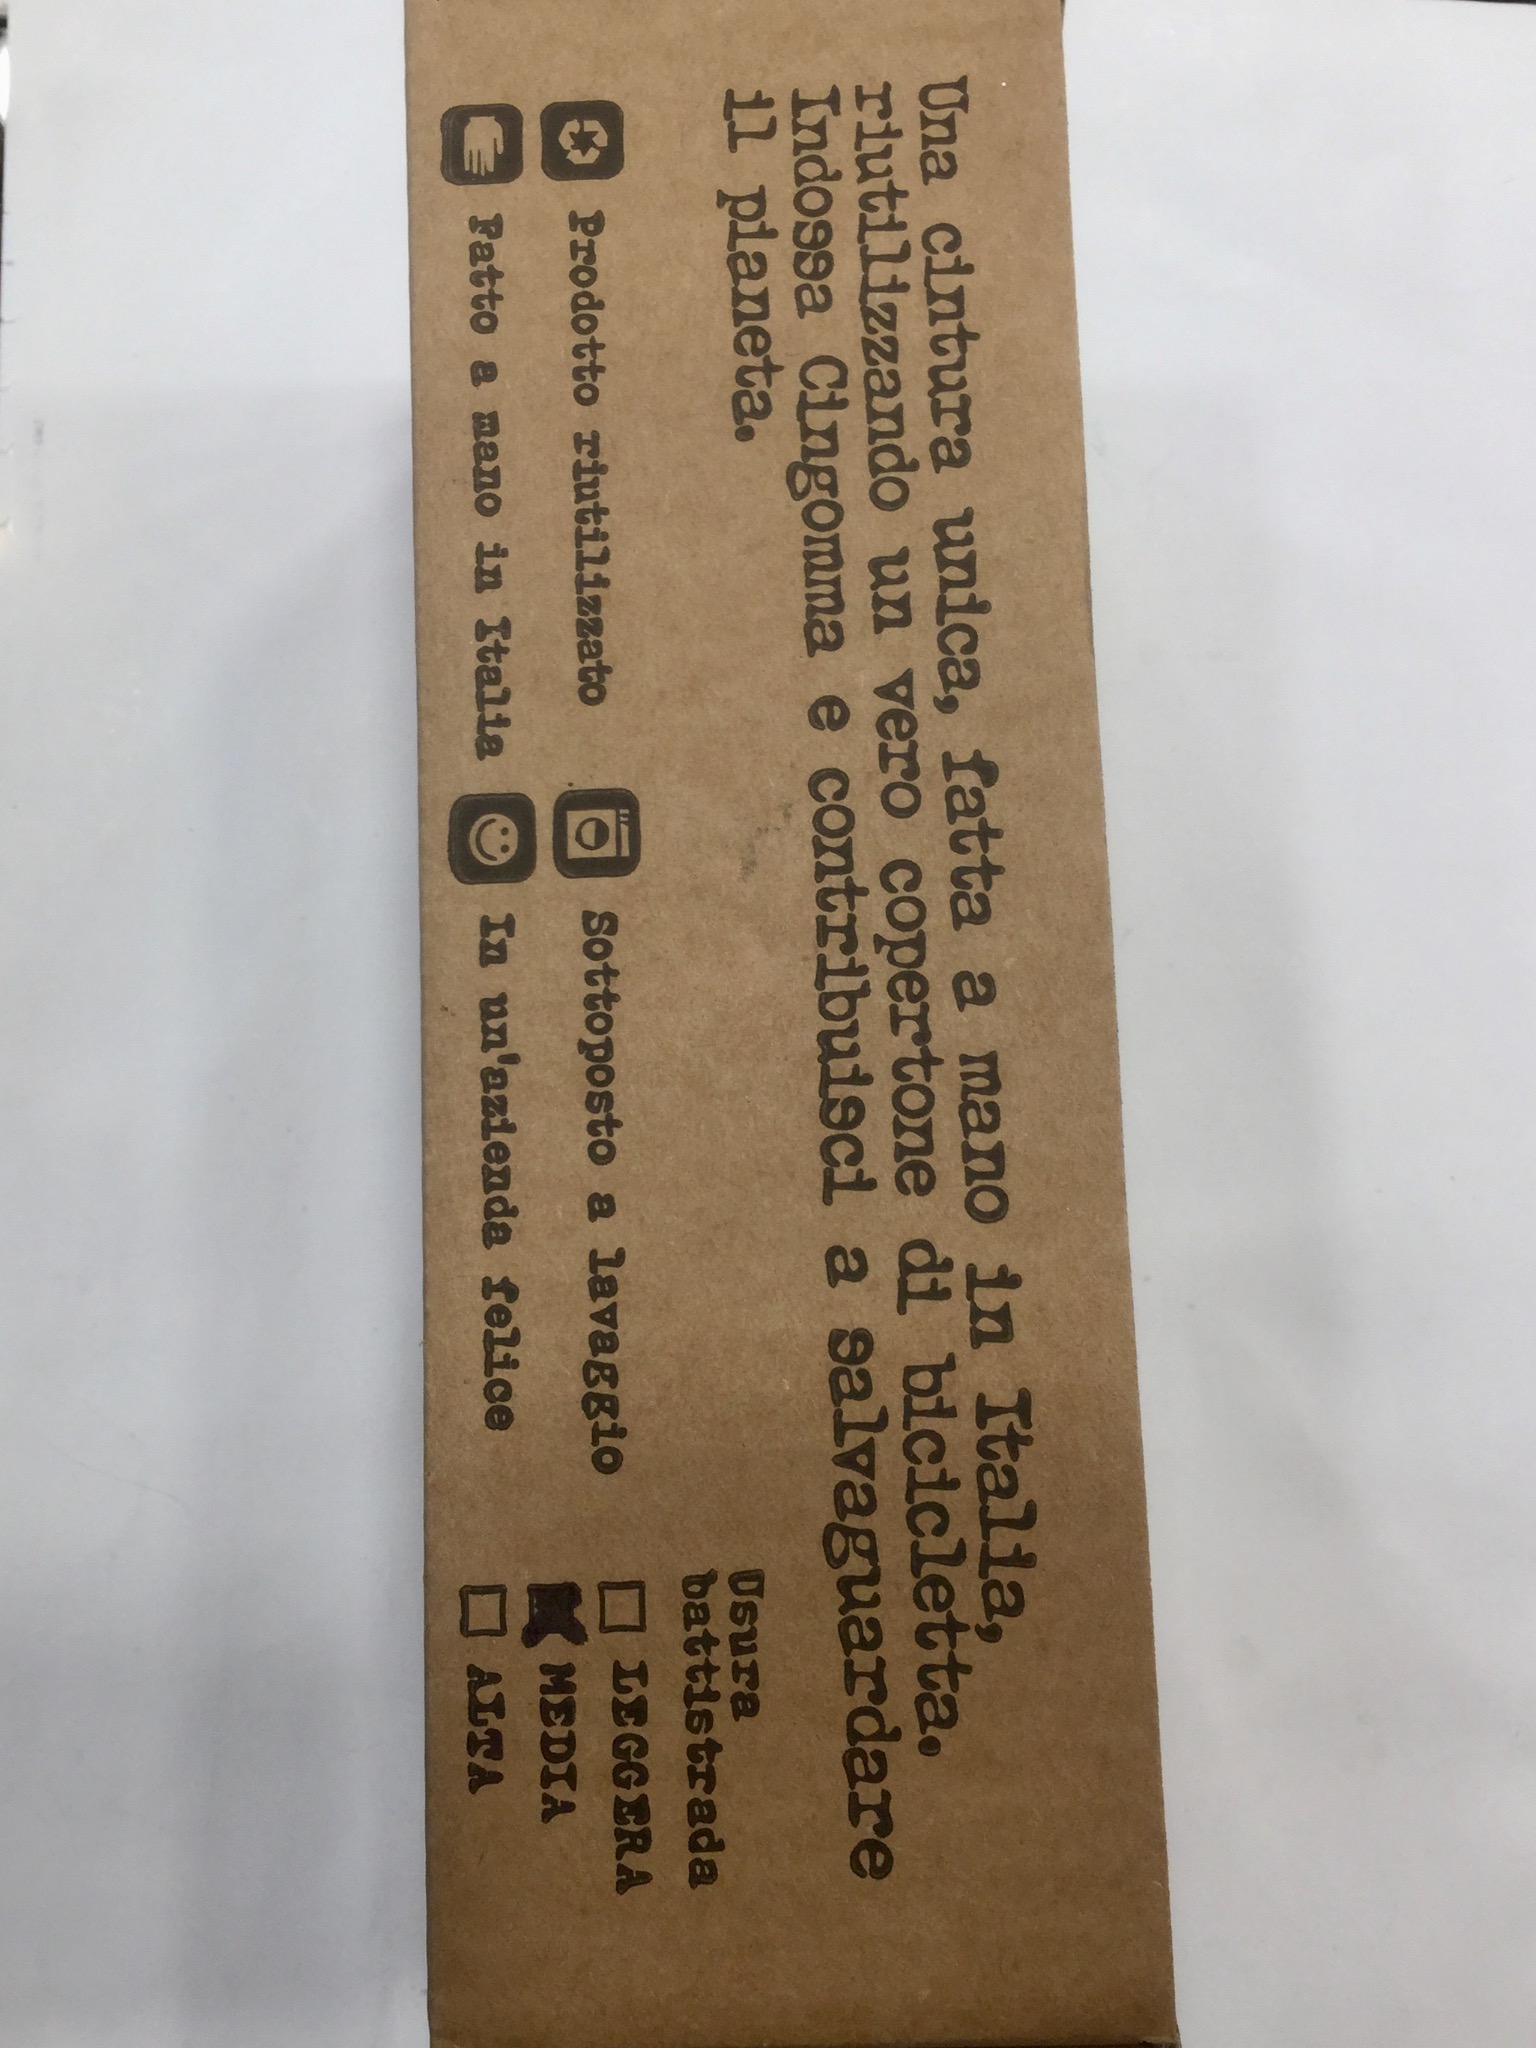 Una cintura unica, fatta a mano in Italia,
riutilizzando un vero copertone di bicicletta.
Indossa Cingomma e contribuisci a salvaguardare
il pianeta.
Usura
battistrada
Prodotto riutilizzato
Sottoposto a lavaggio
LEGGERA
Fatto a mano in Italia
In un'azienda felice
MEDIA
ALTA